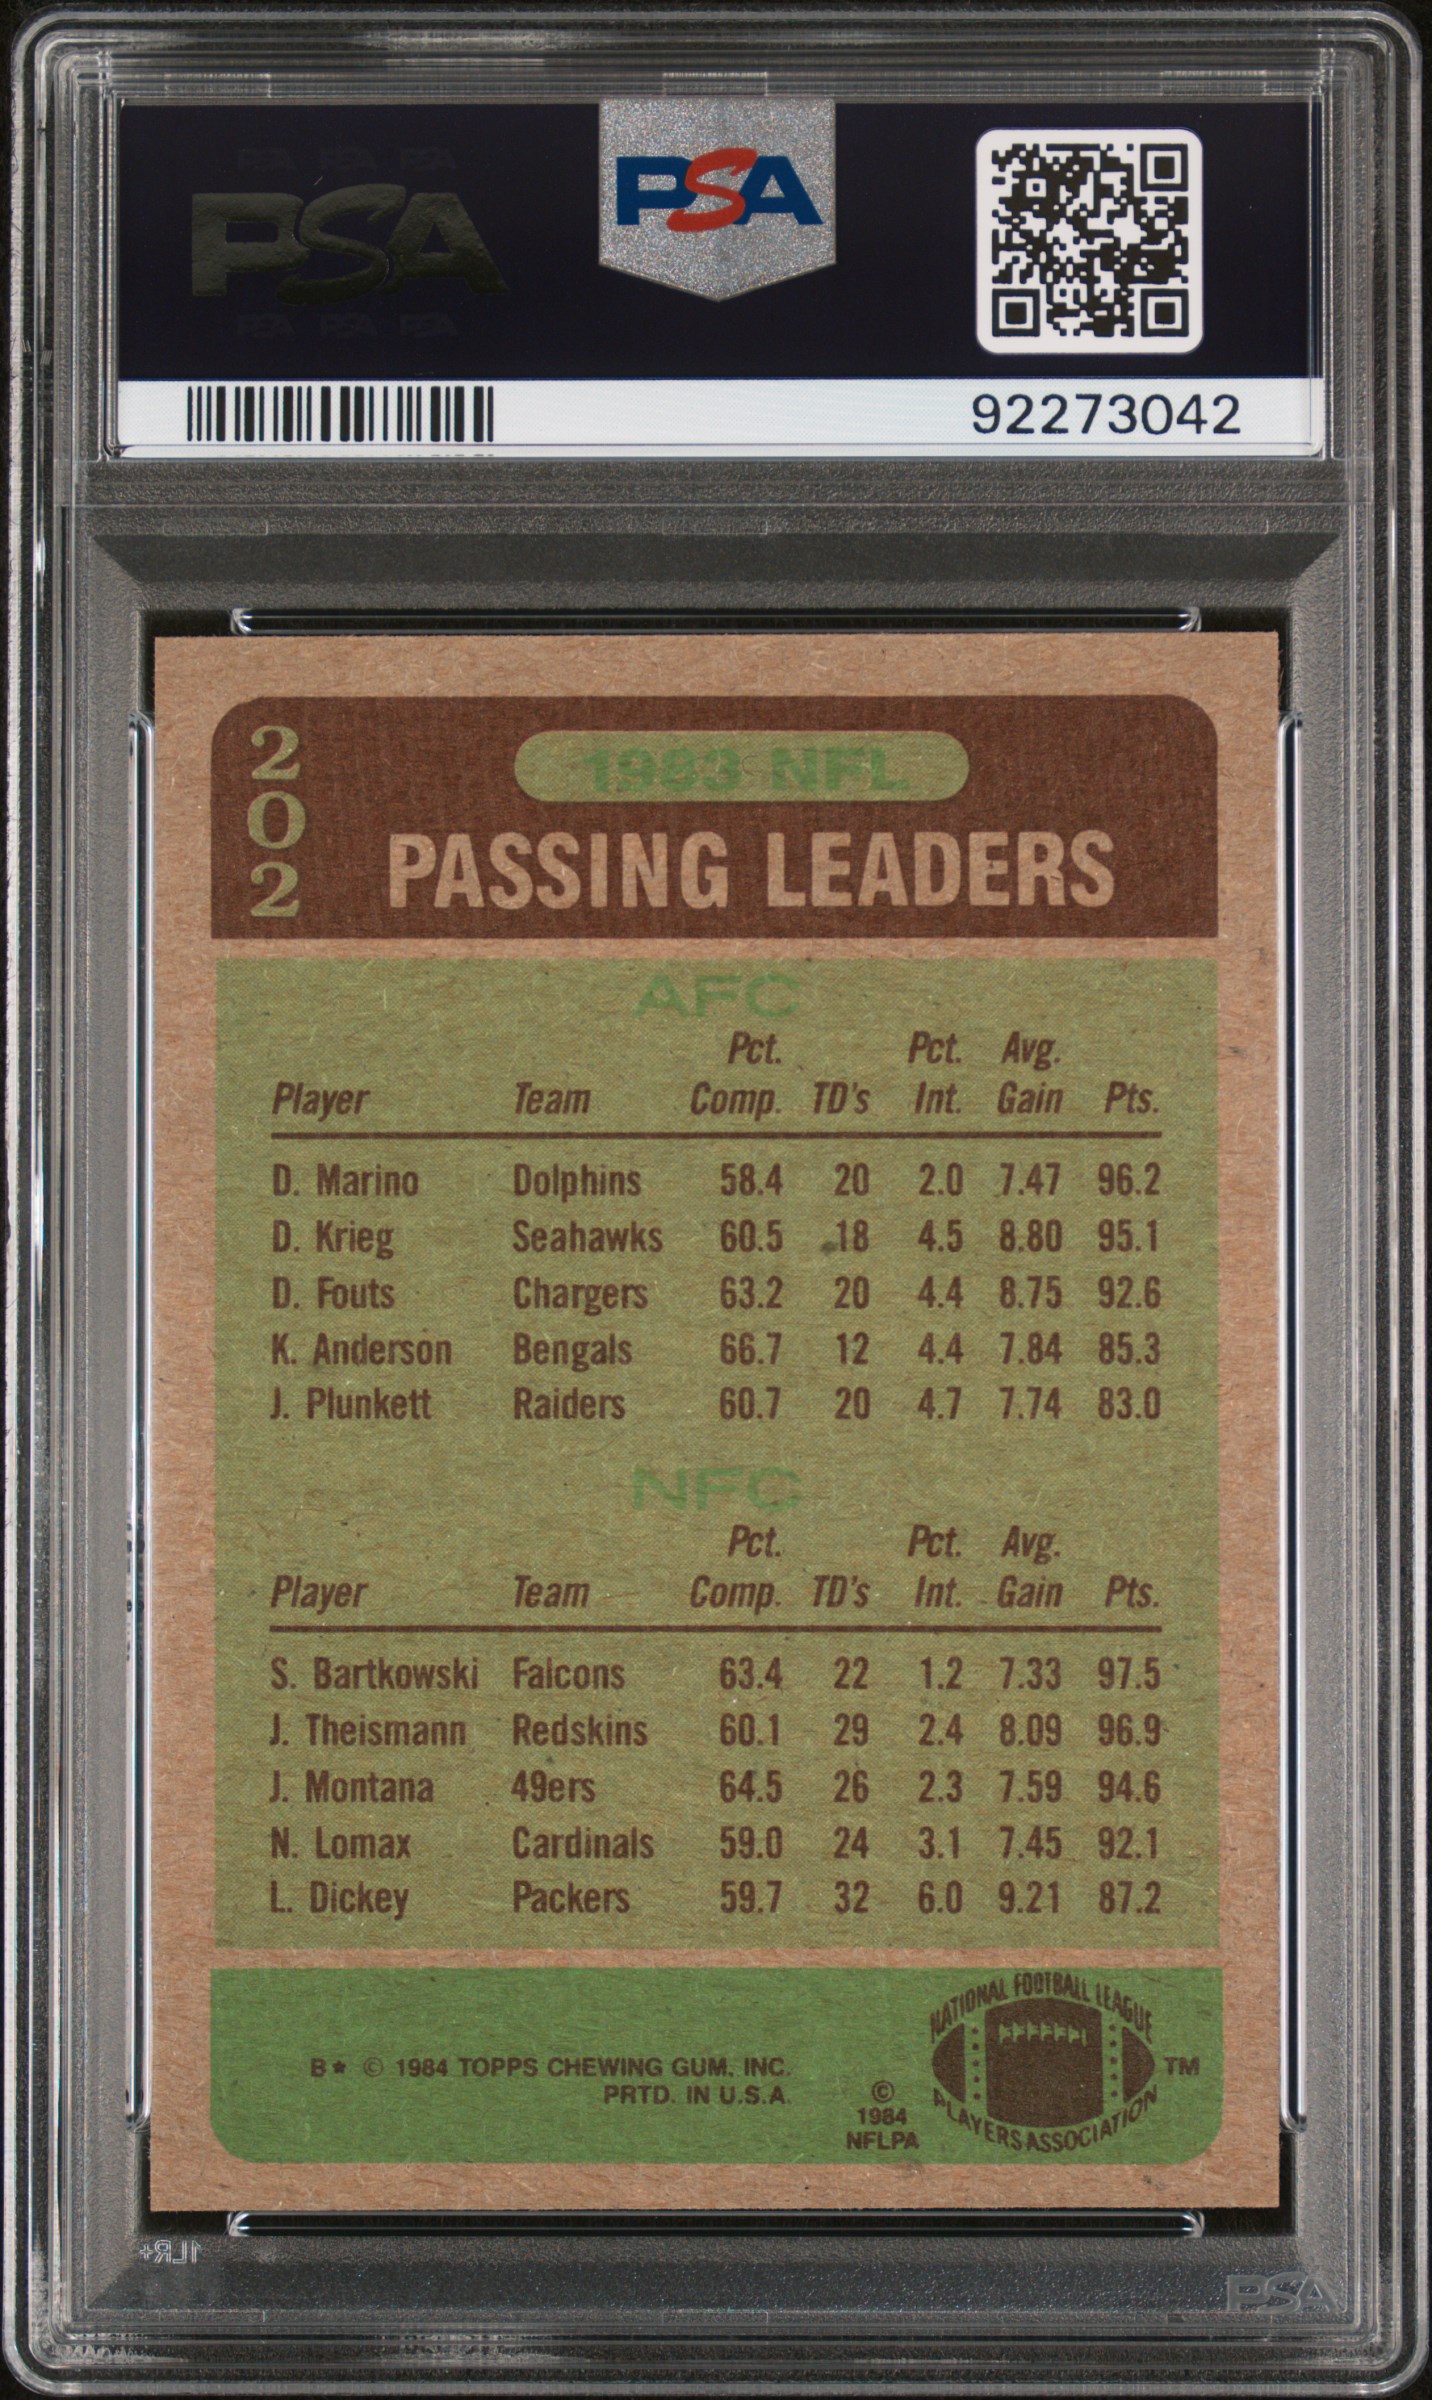 PSA PSA PSA
PSA
PSA PSA PSA
PSA
92273042
202
1983 NFL
PASSING LEADERS
AFC
Pct. Pct. Avg.
Player Team Comp. TD's Int. Gain Pts.
D. Marino Dolphins 58.4 20 2.0 7.47 96.2
D. Krieg Seahawks 60.5 18 4.5 8.80 95.1
D. Fouts Chargers 63.2 20 4.4 8.75 92.6
K. Anderson Bengals 66.7 12 4.4 7.84 85.3
J. Plunkett Raiders 60.7 20 4.7 7.74 83.0
NFC
Pct. Pct. Avg.
Player Team Comp. TD's Int. Gain Pts.
S. Bartkowski Falcons 63.4 22 1.2 7.33 97.5
J. Theismann Redskins 60.1 29 2.4 8.09 96.9
J. Montana 49ers 64.5 26 2.3 7.59 94.6
N. Lomax Cardinals 59.0 24 3.1 7.45 92.1
L. Dickey Packers 59.7 32 6.0 9.21 87.2
B* © 1984 TOPPS CHEWING GUM, INC.
PRTD. IN U.S.A.
©
1984
NFLPA
NATIONAL FOOTBALL LEAGUE
PLAYERS ASSOCIATION
TM
1LR+
PSA